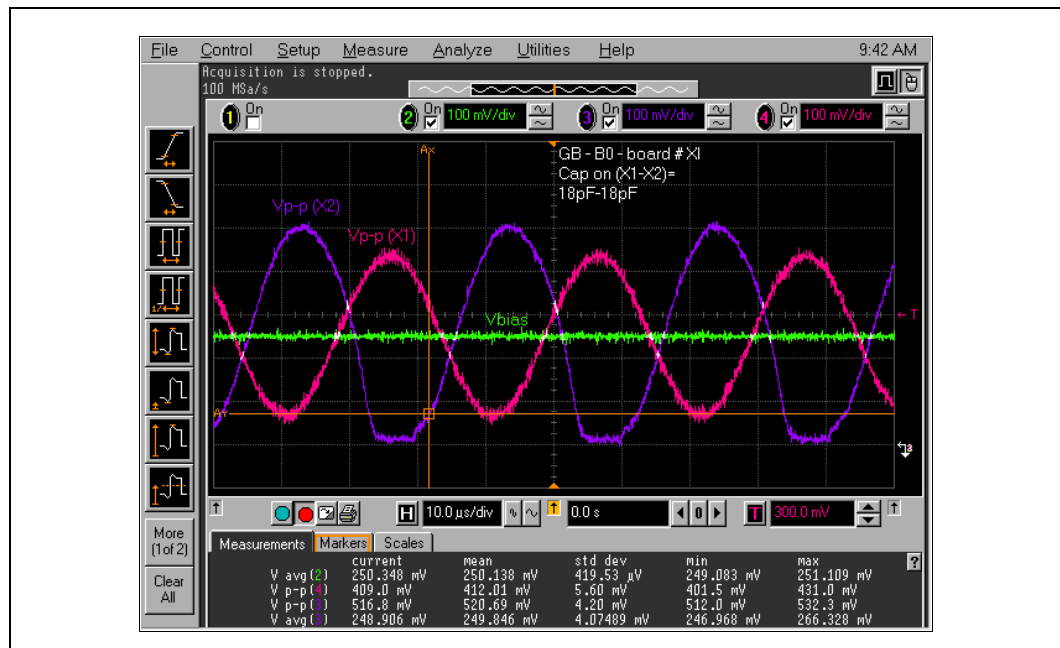 File Control Setup Measure Analyze Utilities Help 9:42 AM
Acquisition is stopped.
100 MSa/s
1 On 2 On 100 mV/div 3 On 100 mV/div 4 On 100 mV/div
Ax
GB - B0 - board # XI
Cap on (X1-X2)=
18pF-18pF
Vp-p (X2)
Vp-p (X1)
T
Vbias
Ay
1/
H 10.0 µs/div 0.0 s 0 T 300.0 mV
More
(1of 2)
Clear
All
Measurements Markers Scales
?
current mean std dev min max
V avg(2) 250.348 mV 250.138 mV 419.53 µV 249.083 mV 251.109 mV
V p-p(4) 409.0 mV 412.01 mV 5.60 mV 401.5 mV 431.0 mV
V p-p(3) 516.8 mV 520.69 mV 4.20 mV 512.0 mV 532.3 mV
V avg(3) 248.906 mV 249.846 mV 4.07489 mV 246.968 mV 266.328 mV